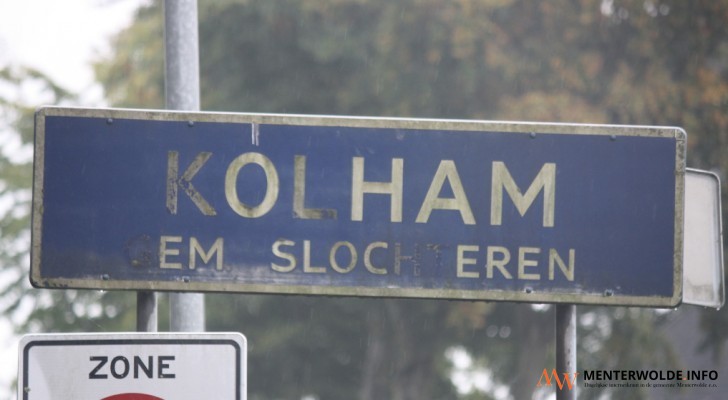 KOLHAM
GEM. SLOCHTEREN
ZONE
MENTERWOLDE INFO